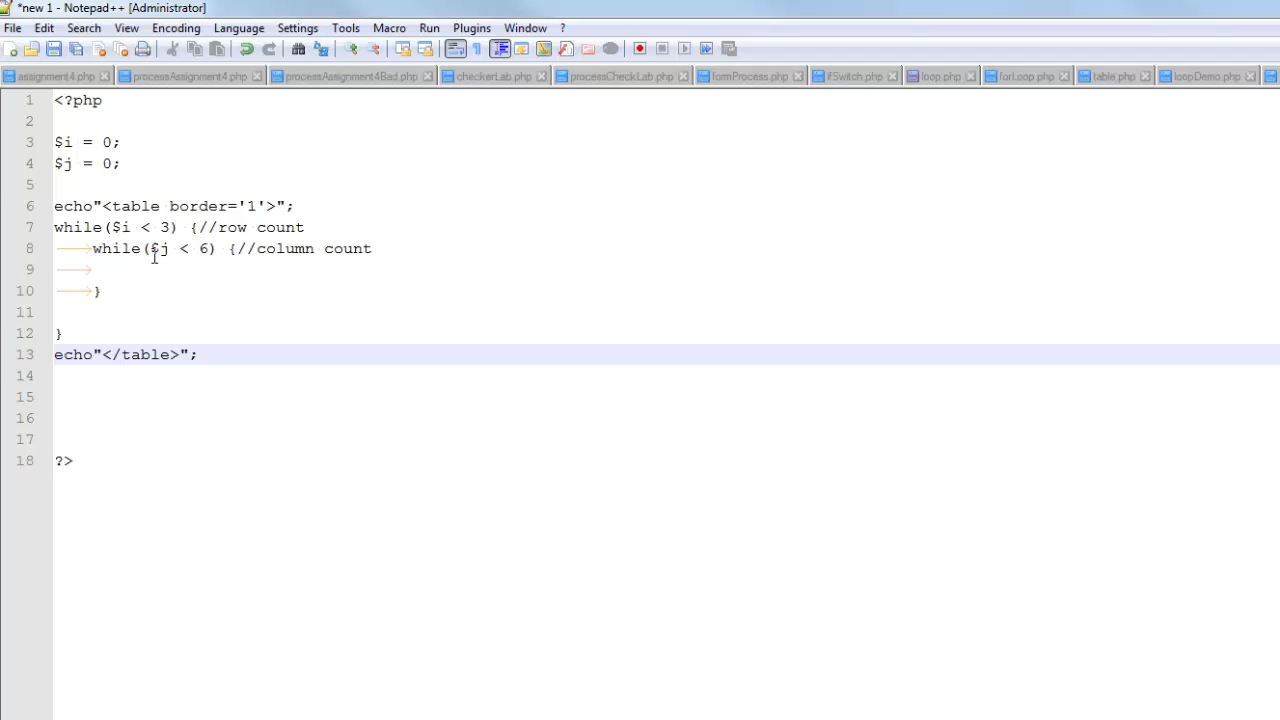 *new 1 - Notepad++ [Administrator]
File Edit Search View Encoding Language Settings Tools Macro Run Plugins Window ?
assignment4.php processAssignment4.php processAssignment4Bad.php checkerLab.php processCheckLab.php formProcess.php ifSwitch.php loop.php forLoop.php table.php loopDemo.php
1 <?php
2
3 $i = 0;
4 $j = 0;
5
6 echo"<table border='1'>";
7 while($i < 3) {//row count
8 while($j < 6) {//column count
9
10 }
11
12 }
13 echo"</table>";
14
15
16
17
18 ?>